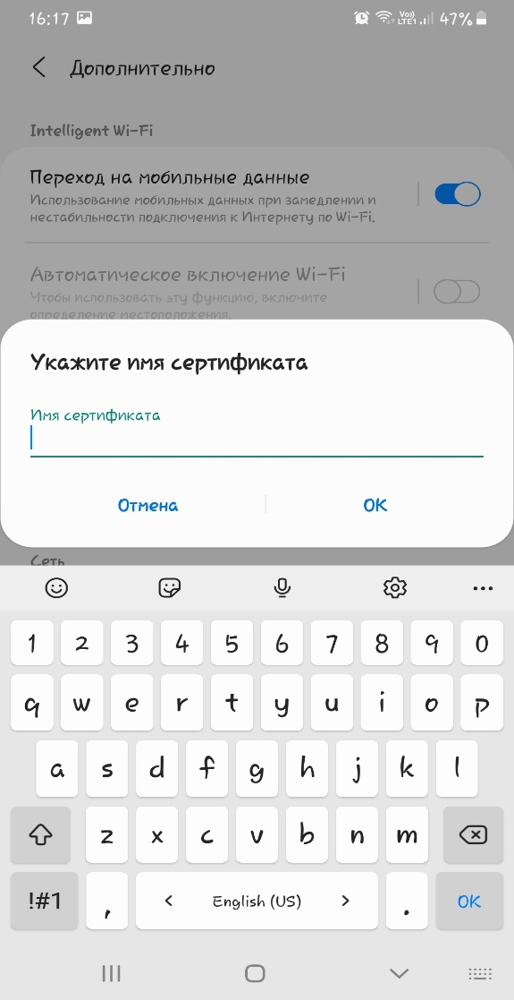 16:17 Vo)) LTE1 47%
Дополнительно
Intelligent Wi-Fi
Переход на мобильные данные
Использование мобильных данных при замедлении и
нестабильности подключения к Интернету по Wi-Fi.
Автоматическое включение Wi-Fi
Чтобы использовать эту функцию, включите
определение местоположения.
Укажите имя сертификата
Имя сертификата
Отмена OK
Сеть
1 2 3 4 5 6 7 8 9 0
q w e r t y u i o p
a s d f g h j k l
z x c v b n m
!#1 , < English (US) > . OK